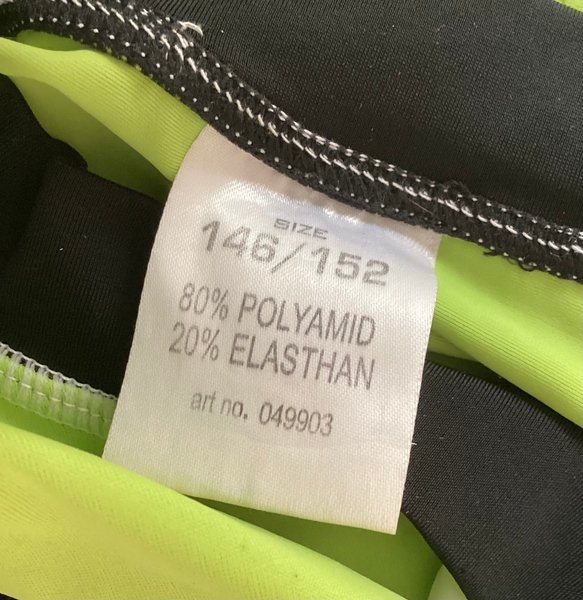 SIZE
146/152
80% POLYAMID
20% ELASTHAN
art no. 049903